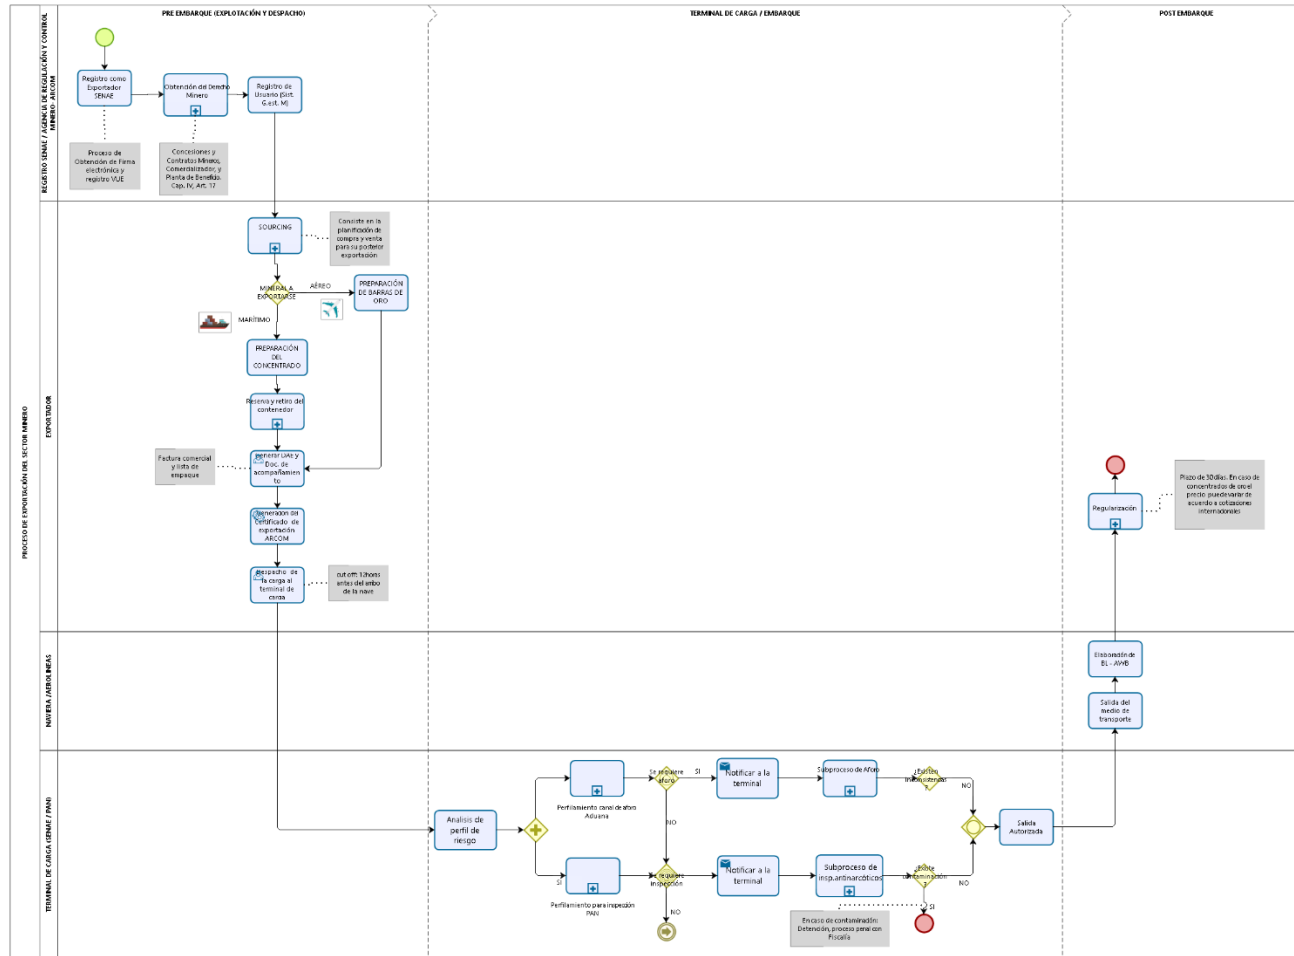 PRE EMBARQUE (EXPLOTACIÓN Y DESPACHO)
TERMINAL DE CARGA / EMBARQUE
POST EMBARQUE
PROCESO DE EXPORTACIÓN DEL SECTOR MINERO
REGISTRO SENAE / AGENCIA DE REGULACIÓN Y CONTROL
MINERO- ARCOM
Registro como
Exportador
SENAE
Obtención del Derecho
Minero
Registro de
Usuario (Sist.
G.est. M)
Proceso de
Obtención de Firma
electrónica y
registro VUE
Concesiones y
Contratos Mineros,
Comercializador, y
Planta de Beneficio.
Cap. IV, Art. 17
EXPORTADOR
SOURCING
Consiste en la
planificación de
compra y venta
para su posterior
exportación
MINERAL A
EXPORTARSE
AÉREO
PREPARACIÓN
DE BARRAS DE
ORO
MARÍTIMO
PREPARACIÓN
DEL
CONCENTRADO
Reserva y retiro del
contenedor
Factura comercial
y lista de
empaque
Generar DAE y
Doc. de
acompañamie
nto
Generación del
certificado de
exportación
ARCOM
Despacho de
la carga al
terminal de
carga
cut off: 12horas
antes del arribo
de la nave
Regularización
Plazo de 30 días. En caso de
concentrados de oro el
precio puede variar de
acuerdo a cotizaciones
internacionales
NAVIERA /AEROLINEAS
Elaboración de
BL - AWB
Salida del
medio de
transporte
TERMINAL DE CARGA (SENAE / PAN)
Analisis de
perfil de
riesgo
Perfilamiento canal de aforo
Aduana
Se requiere
aforo
SI
Notificar a la
terminal
Subproceso de Aforo
¿Existen
inconsistencias
?
NO
Salida
Autorizada
NO
SI
Perfilamiento para inspección
PAN
Se requiere
inspección
Notificar a la
terminal
Subproceso de
insp.antinarcóticos
¿Existe
contaminación
?
NO
NO
SI
En caso de contaminación:
Detención, proceso penal con
Fiscalía